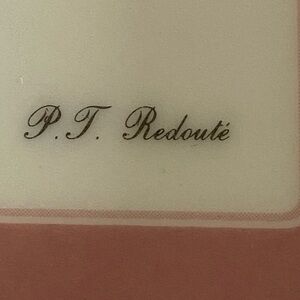 P. T. Redouté